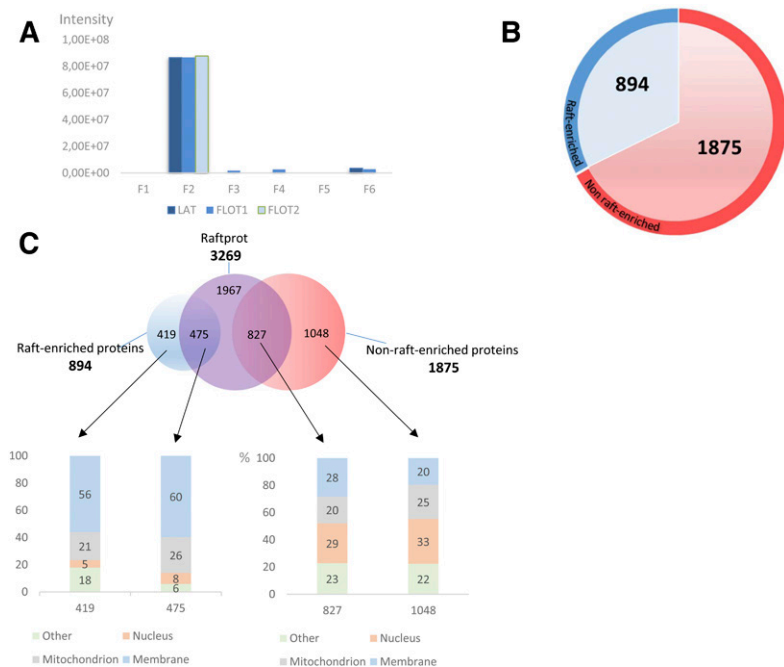 A
Intensity
1,00E+08
8,00E+07
6,00E+07
4,00E+07
2,00E+07
0,00E+00
F1 F2 F3 F4 F5 F6
LAT FLOT1 FLOT2
B
894
1875
Raft-enriched
Non raft-enriched
C
Raftprot
3269
1967
419 475 827 1048
Raft-enriched proteins
894
Non-raft-enriched proteins
1875
100
80
60
40
20
0
56
21
5
18
60
26
8
6
419 475
Other Nucleus
Mitochondrion Membrane
%
100
80
60
40
20
0
28
20
29
23
20
25
33
22
827 1048
Other Nucleus
Mitochondrion Membrane